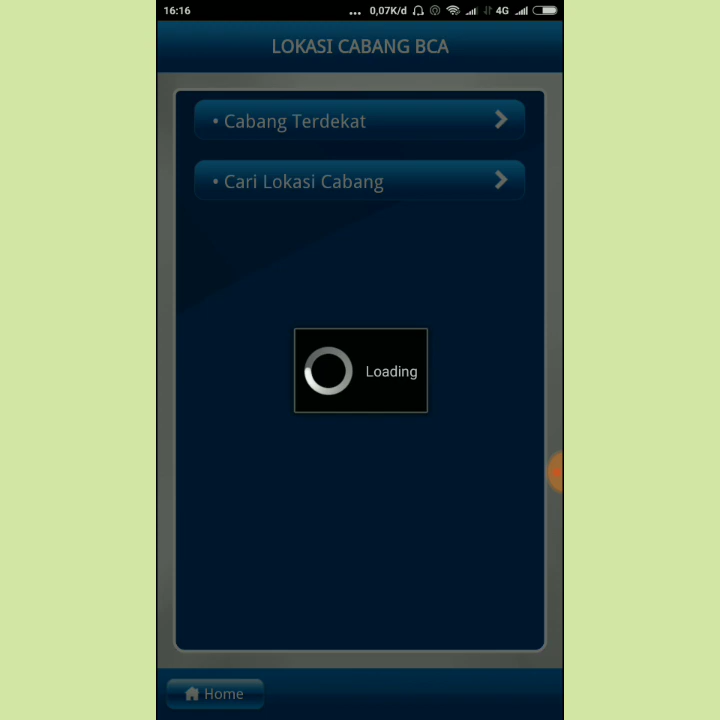 16:16
... 0,07K/d 4G
LOKASI CABANG BCA
• Cabang Terdekat
• Cari Lokasi Cabang
Loading
Home